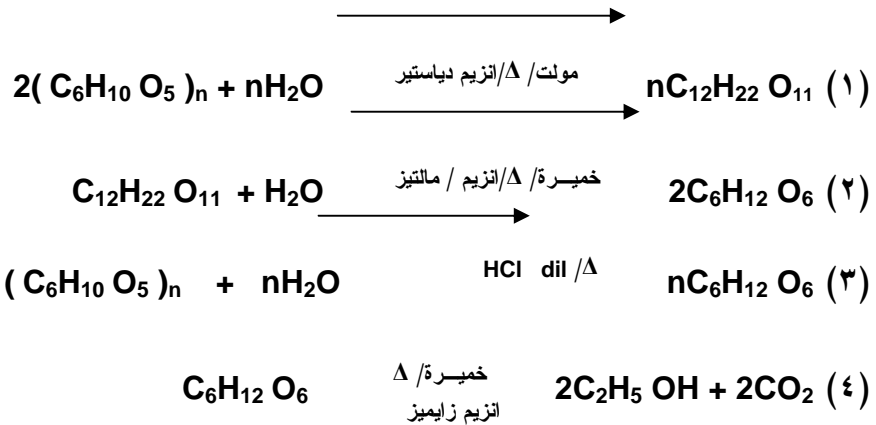 2( C₆H₁₀ O₅ )ₙ + nH₂O مولت/ Δ/انزيم دياستير nC₁₂H₂₂ O₁₁ (١)
C₁₂H₂₂ O₁₁ + H₂O خميـــرة/ Δ/انزيم / مالتيز 2C₆H₁₂ O₆ (٢)
( C₆H₁₀ O₅ )ₙ + nH₂O HCl dil /Δ nC₆H₁₂ O₆ (٣)
C₆H₁₂ O₆ خميـــرة/ Δ 2C₂H₅ OH + 2CO₂ (٤)
انزيم زايميز